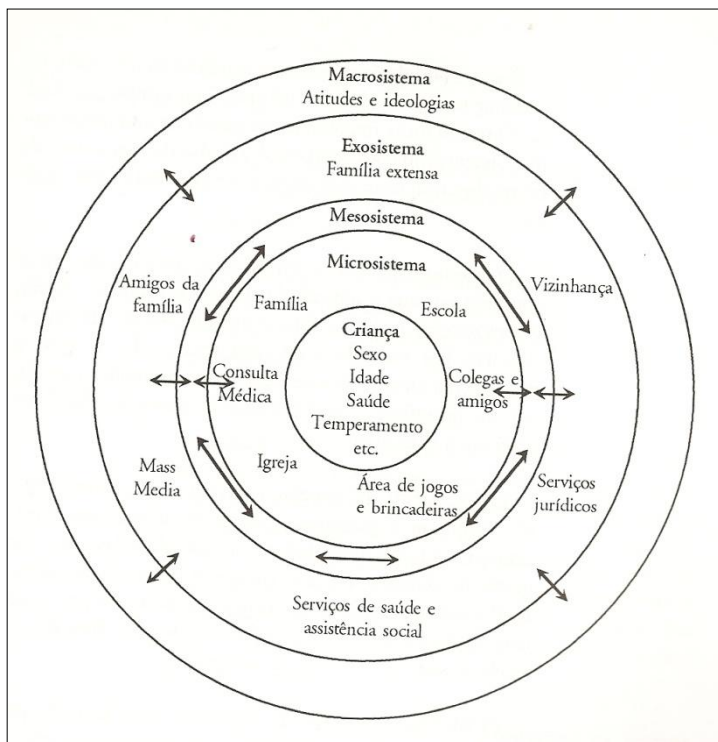 Macrosistema
Atitudes e ideologias
Exosistema
Família extensa
Mesosistema
Microsistema
Amigos da
família
Vizinhança
Família
Escola
Criança
Sexo
Idade
Saúde
Temperamento
etc.
Consulta
Médica
Colegas e
amigos
Igreja
Área de jogos
e brincadeiras
Mass
Media
Serviços
jurídicos
Serviços de saúde e
assistência social